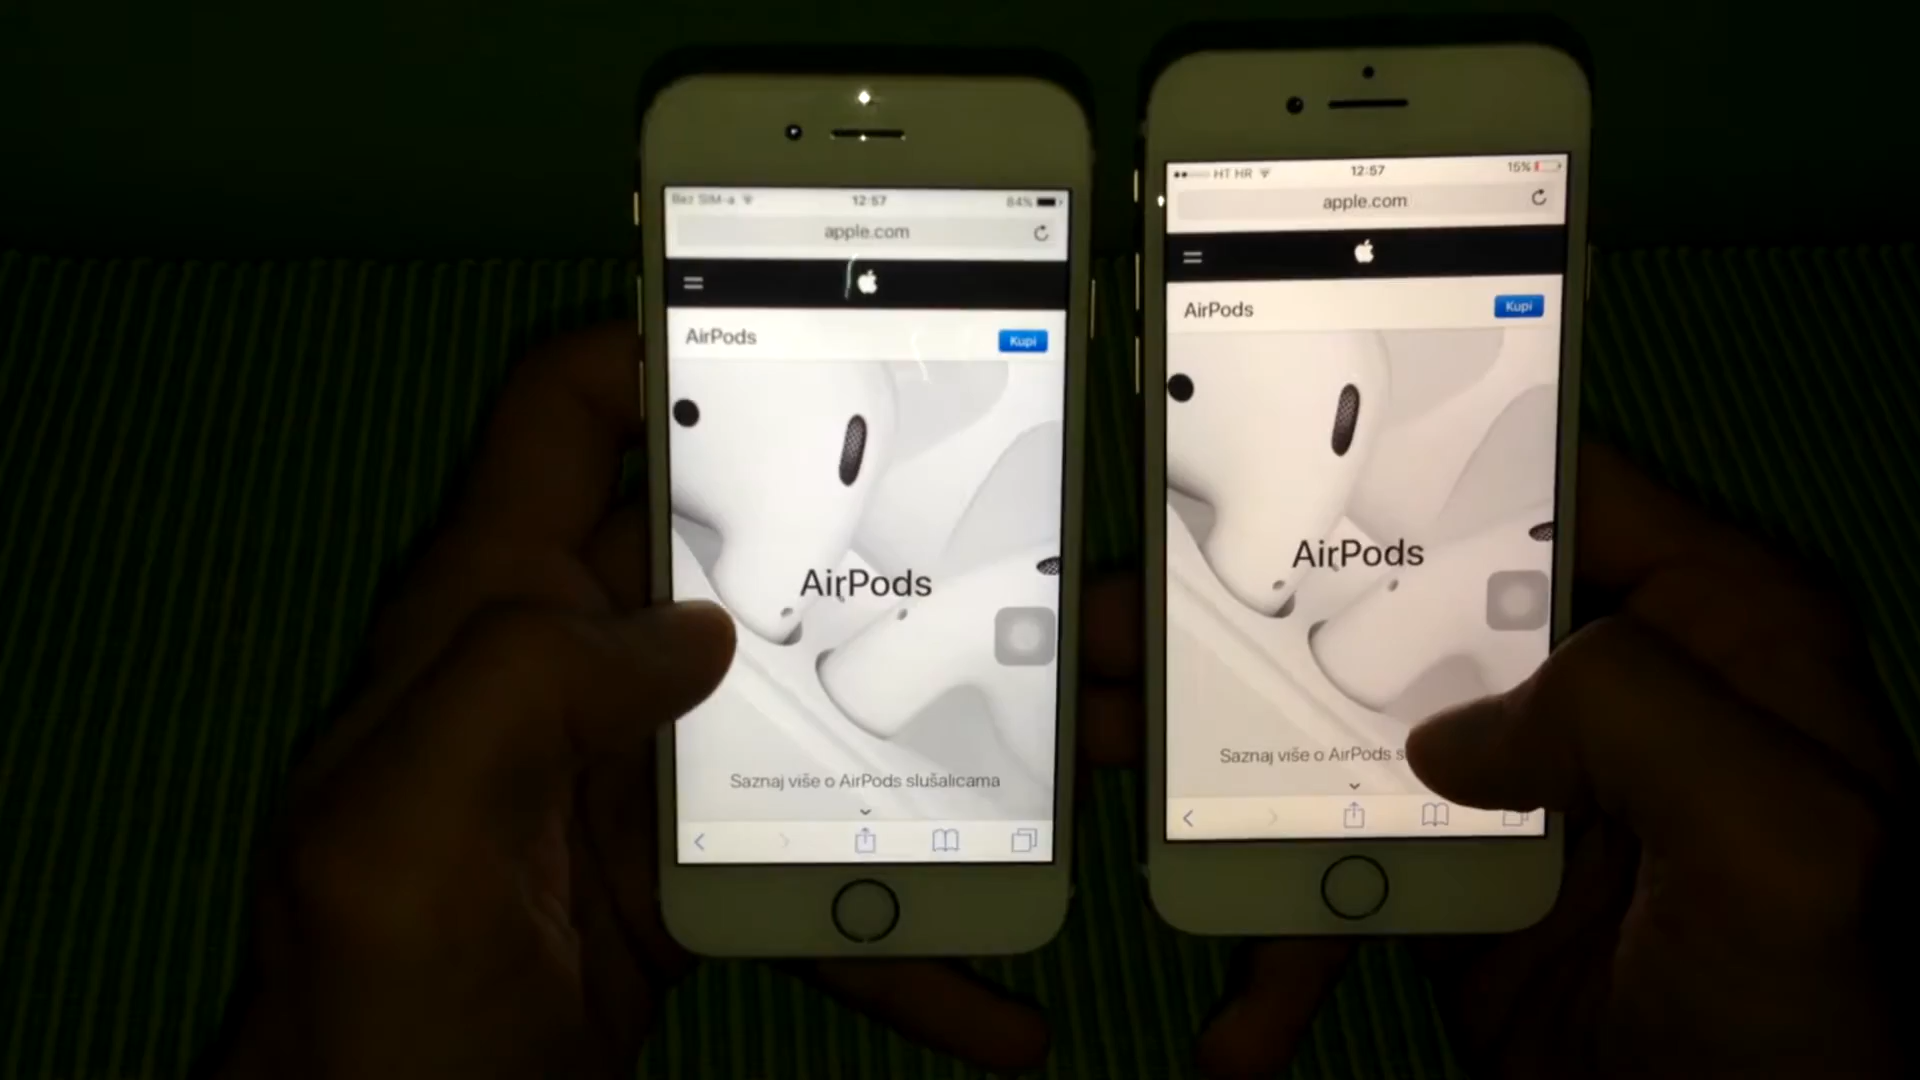 Bez SIM-a 12:57 84%
apple.com
AirPods Kupi
AirPods
Saznaj više o AirPods slušalicama
HT HR 12:57 15%
apple.com
AirPods Kupi
AirPods
Saznaj više o AirPods s